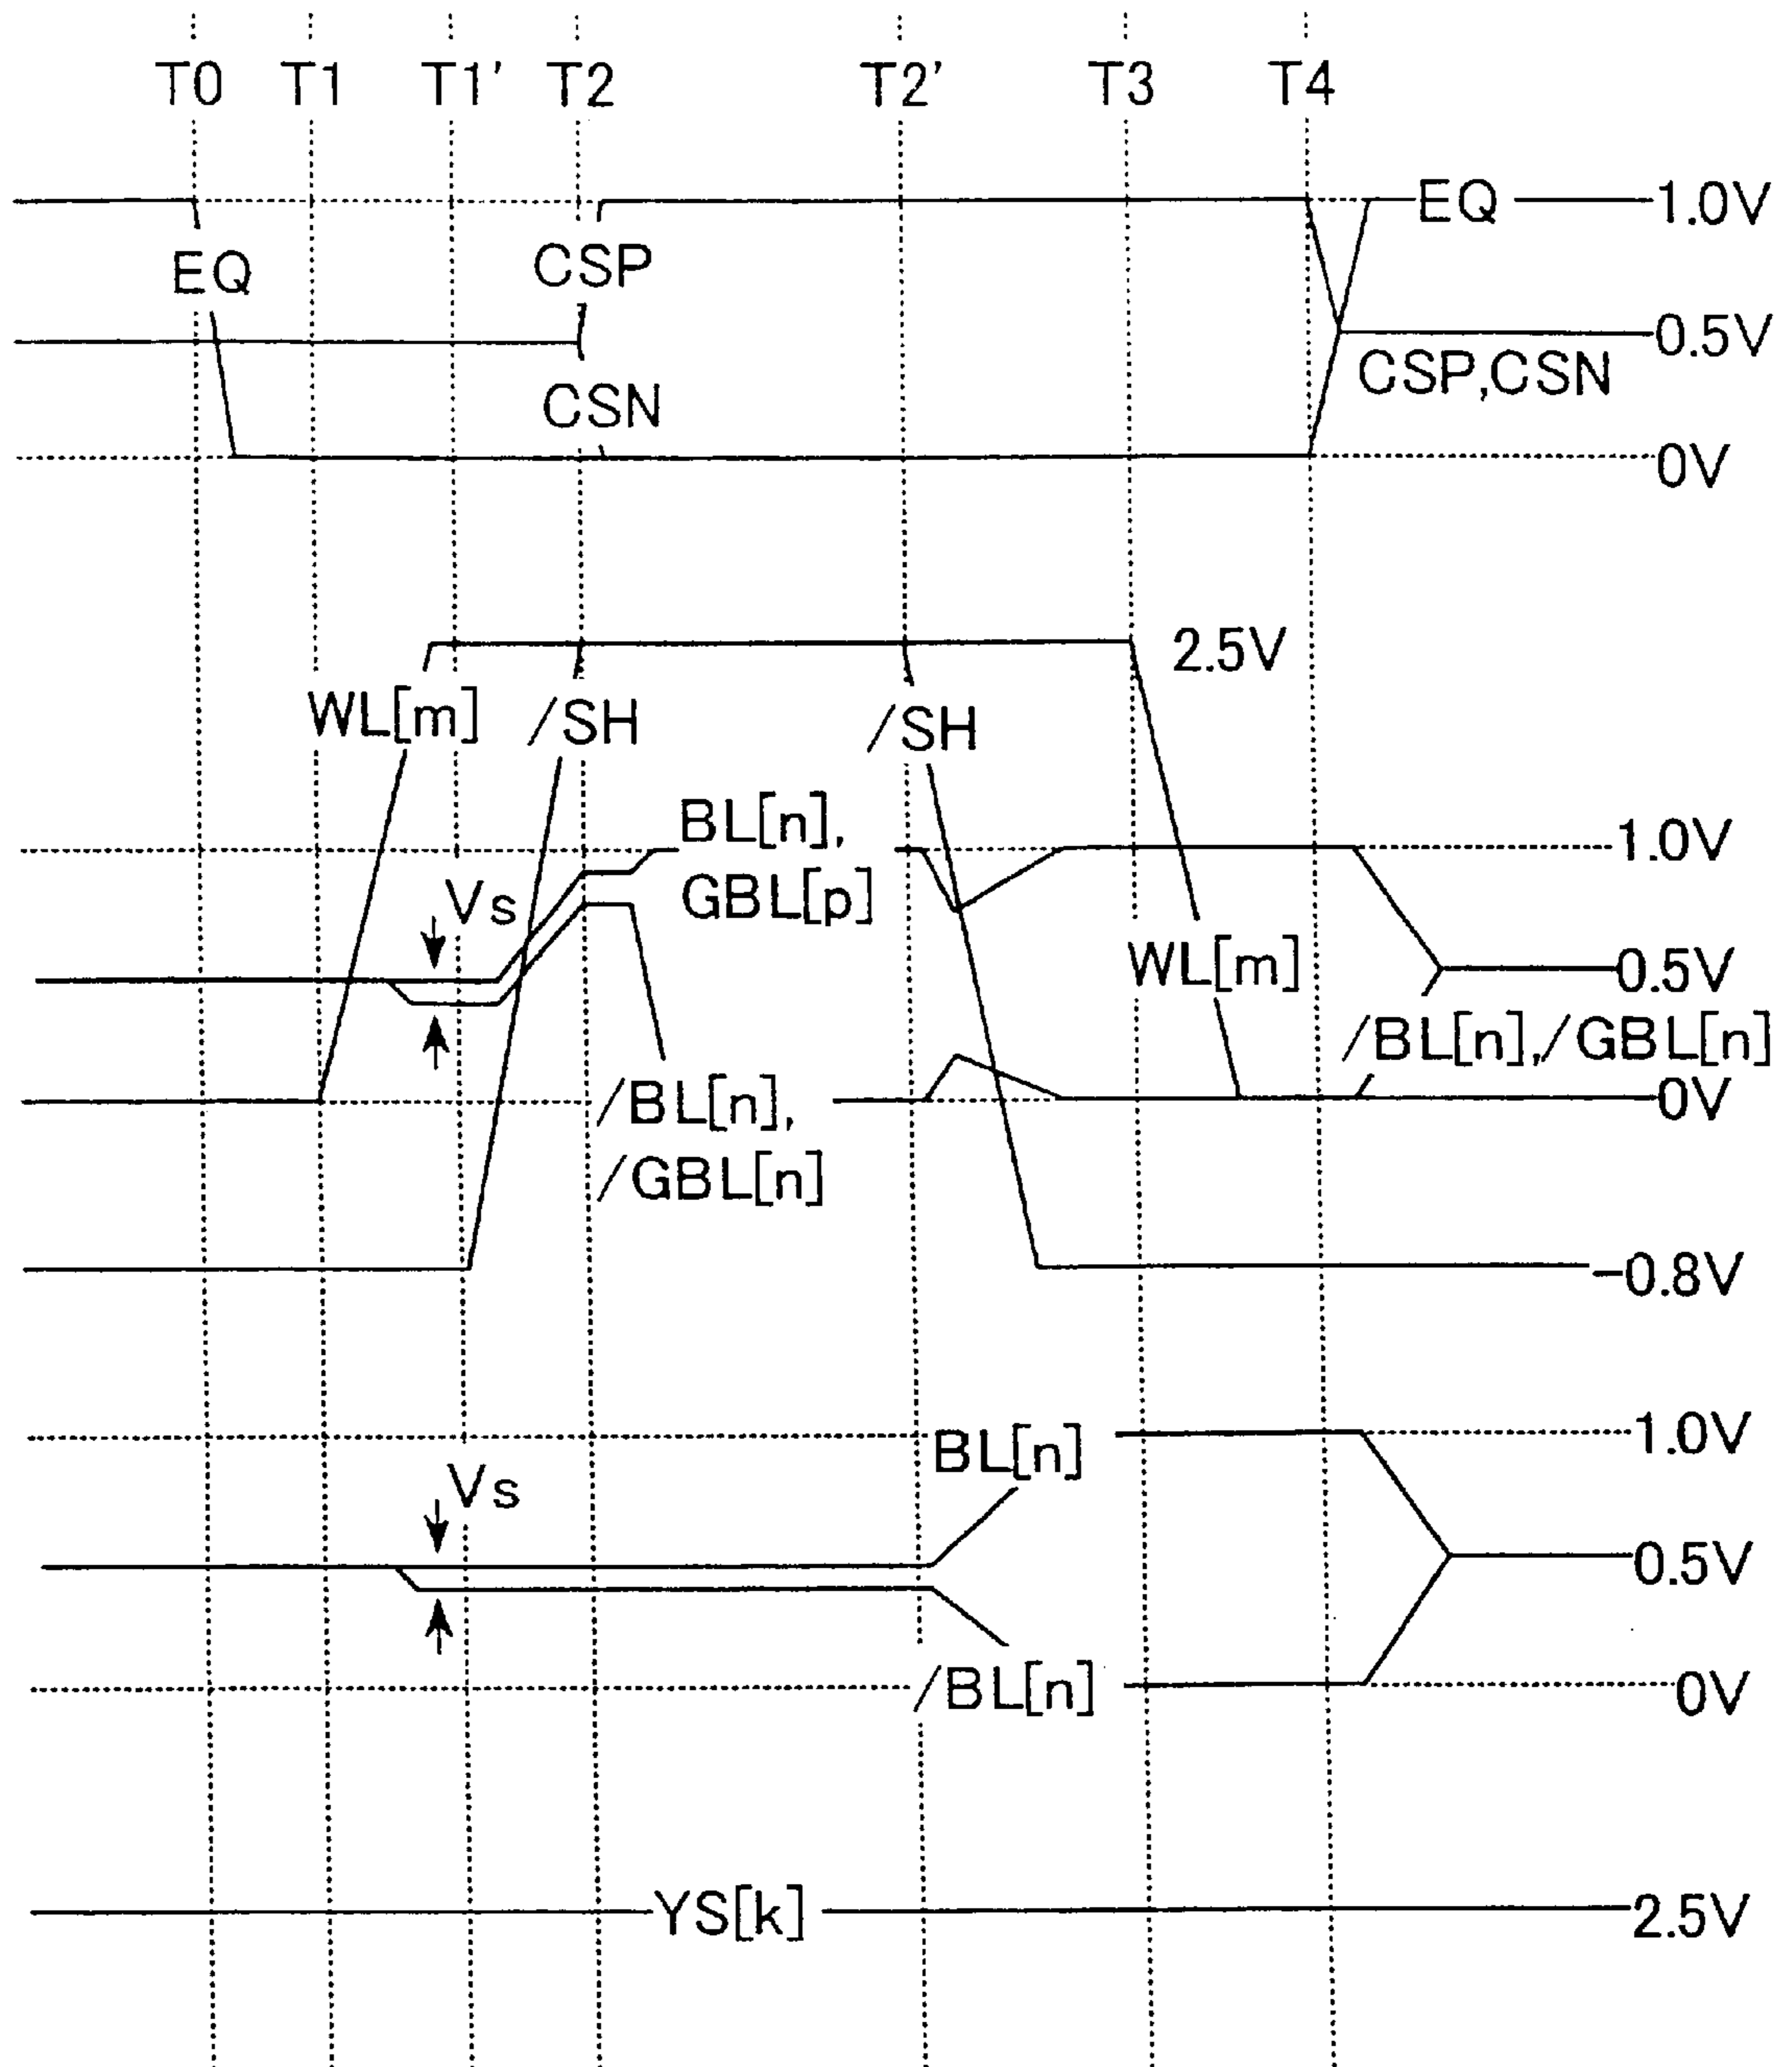 T0 T1 T1' T2 T2' T3 T4
EQ 1.0V
EQ CSP
0.5V
CSN CSP,CSN
0V
2.5V
WL[m] /SH /SH
BL[n], 1.0V
Vs GBL[p]
WL[m] 0.5V
/BL[n],/GBL[n]
/BL[n], 0V
/GBL[n]
-0.8V
BL[n] 1.0V
Vs
0.5V
/BL[n] 0V
YS[k] 2.5V